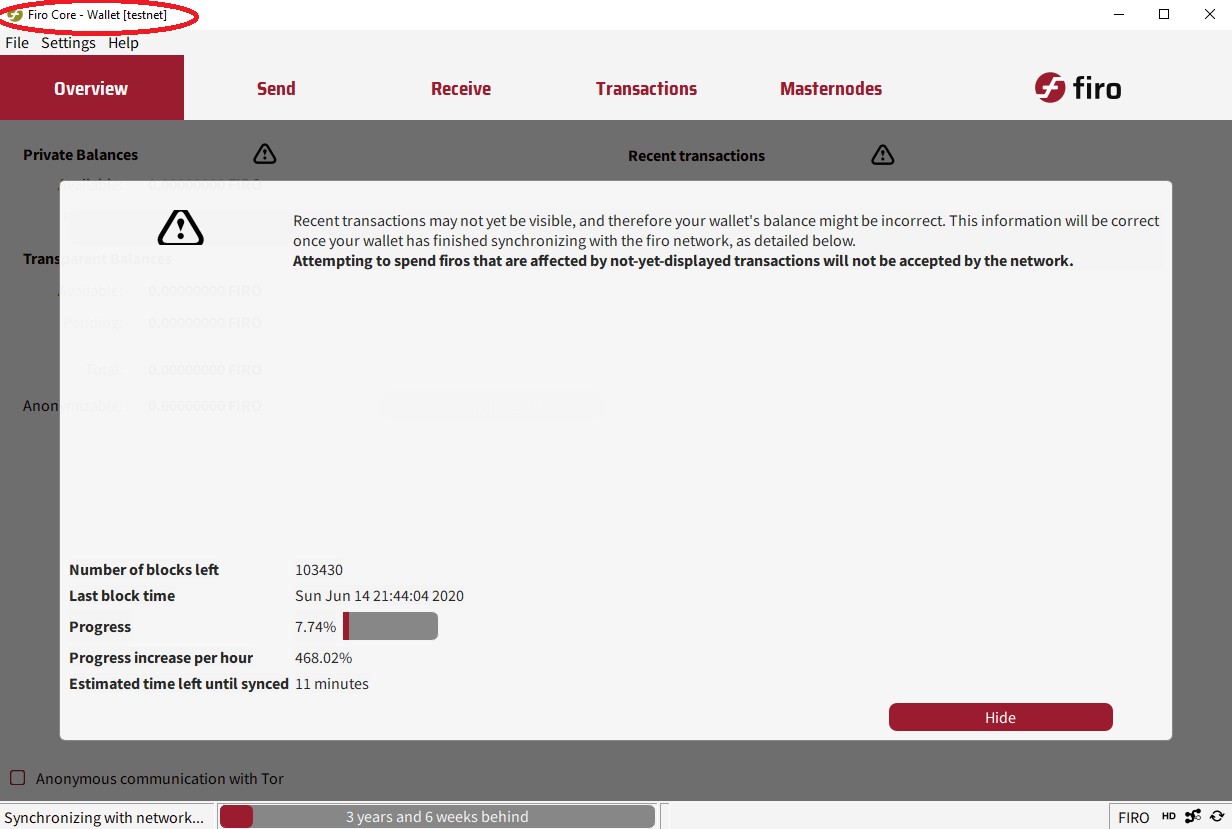 Firo Core - Wallet [testnet]
File Settings Help
Overview Send Receive Transactions Masternodes firo
Private Balances Recent transactions
Available: 0.00000000 FIRO
Recent transactions may not yet be visible, and therefore your wallet's balance might be incorrect. This information will be correct
once your wallet has finished synchronizing with the firo network, as detailed below.
Attempting to spend firos that are affected by not-yet-displayed transactions will not be accepted by the network.
Transparent Balances
Available: 0.00000000 FIRO
Pending: 0.00000000 FIRO
Total: 0.00000000 FIRO
Anonymizable: 0.00000000 FIRO
Number of blocks left 103430
Last block time Sun Jun 14 21:44:04 2020
Progress 7.74%
Progress increase per hour 468.02%
Estimated time left until synced 11 minutes
Hide
Anonymous communication with Tor
Synchronizing with network... 3 years and 6 weeks behind FIRO HD